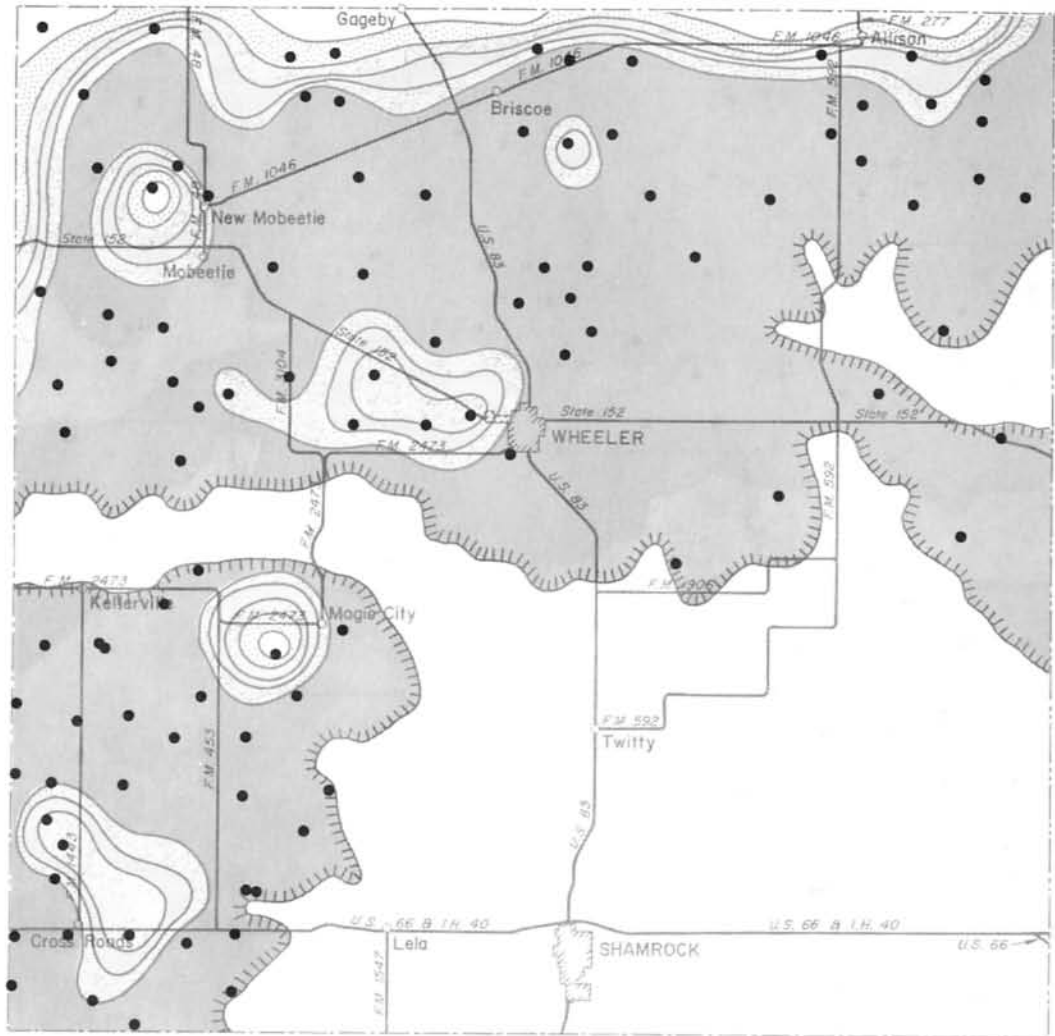 Gageby
F.M. 277
F.M. 1046
Allison
F.M. 48
F.M. 1046
F.M. 592
Briscoe
F.M. 1046
New Mobeetie
State 152
Mobeetie
U.S. 83
State 152
F.M. 3104
State 152
State 152
WHEELER
F.M. 2473
U.S. 83
F.M. 592
F.M. 247
F.M. 2473
F.M. 1906
Kellerville
F.M. 2473
Magic City
F.M. 592
Twitty
F.M. 453
U.S. 83
U.S. 66 & I.H. 40
U.S. 66 & I.H. 40
Cross Roads
Lela
SHAMROCK
U.S. 66
F.M. 1547